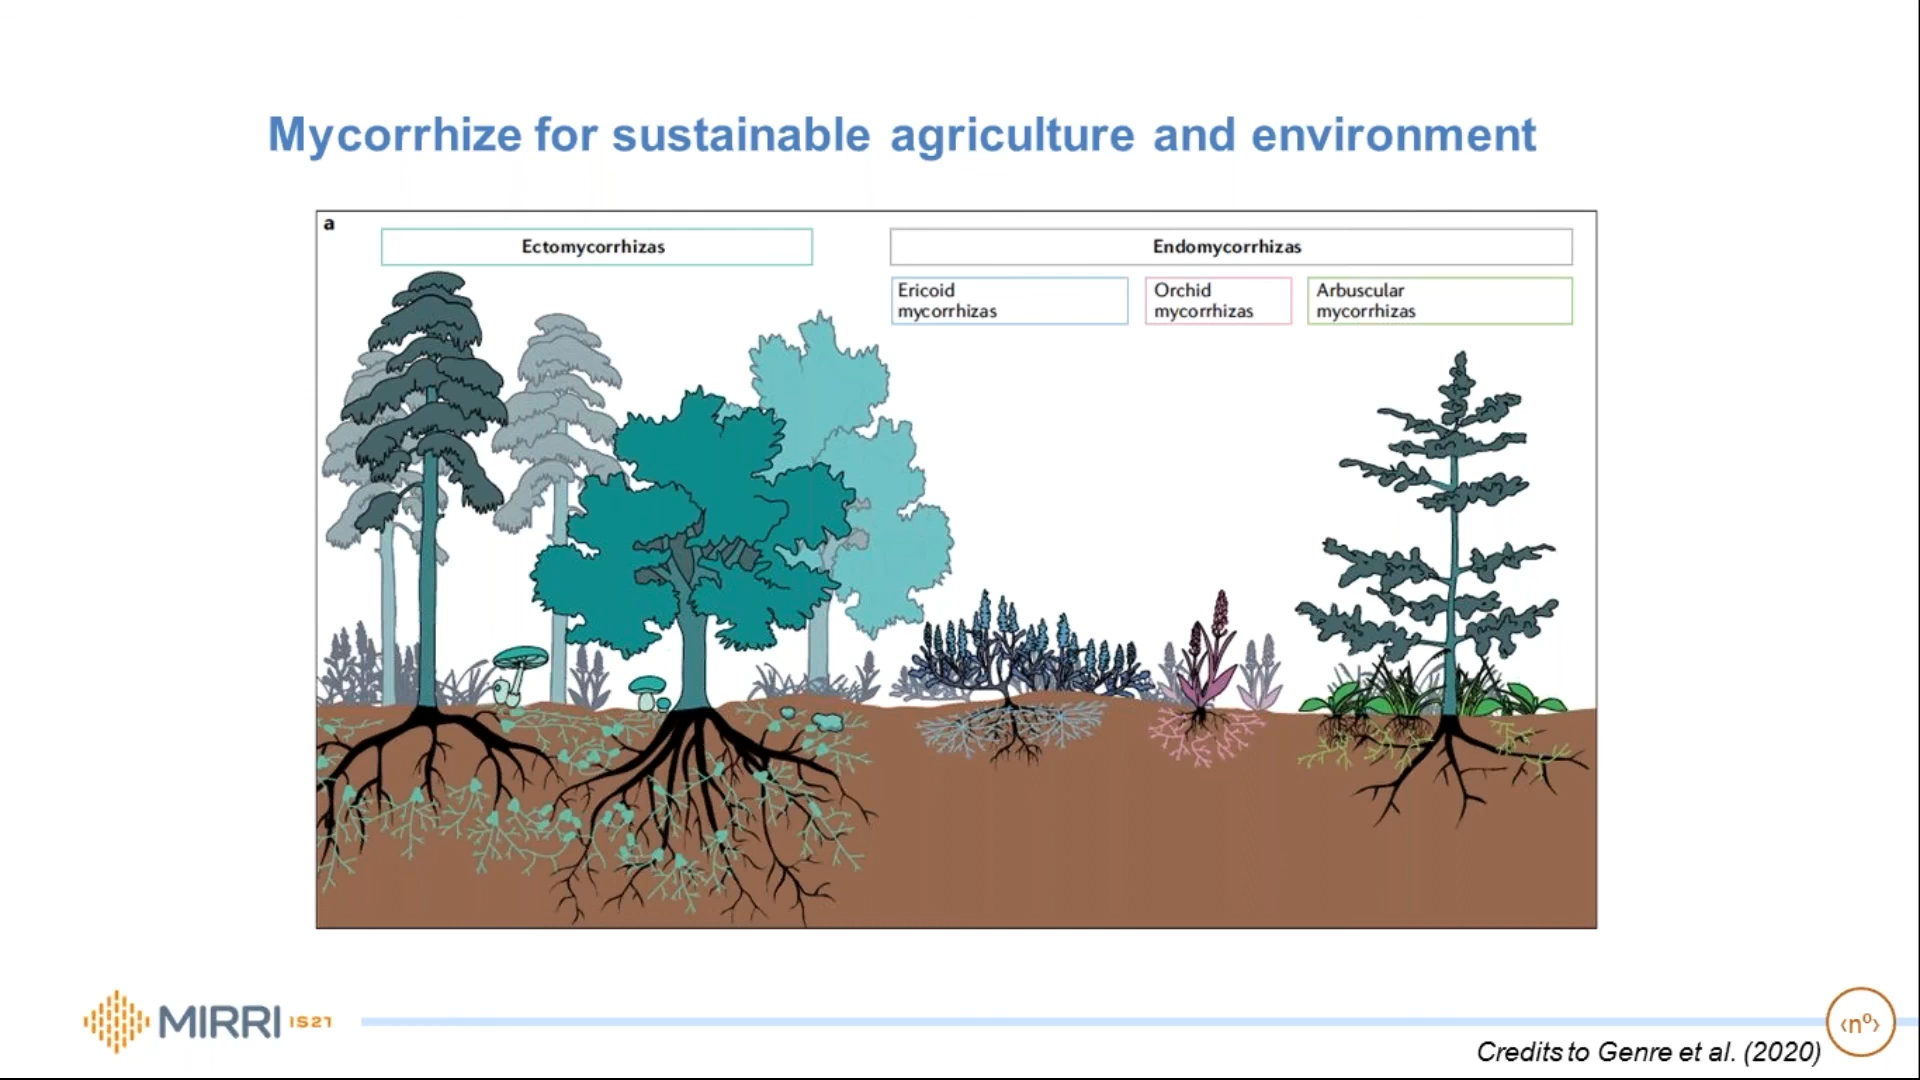 Mycorrhize for sustainable agriculture and environment
a
Ectomycorrhizas
Endomycorrhizas
Ericoid
mycorrhizas
Orchid
mycorrhizas
Arbuscular
mycorrhizas
MIRRI IS21
‹nº›
Credits to Genre et al. (2020)